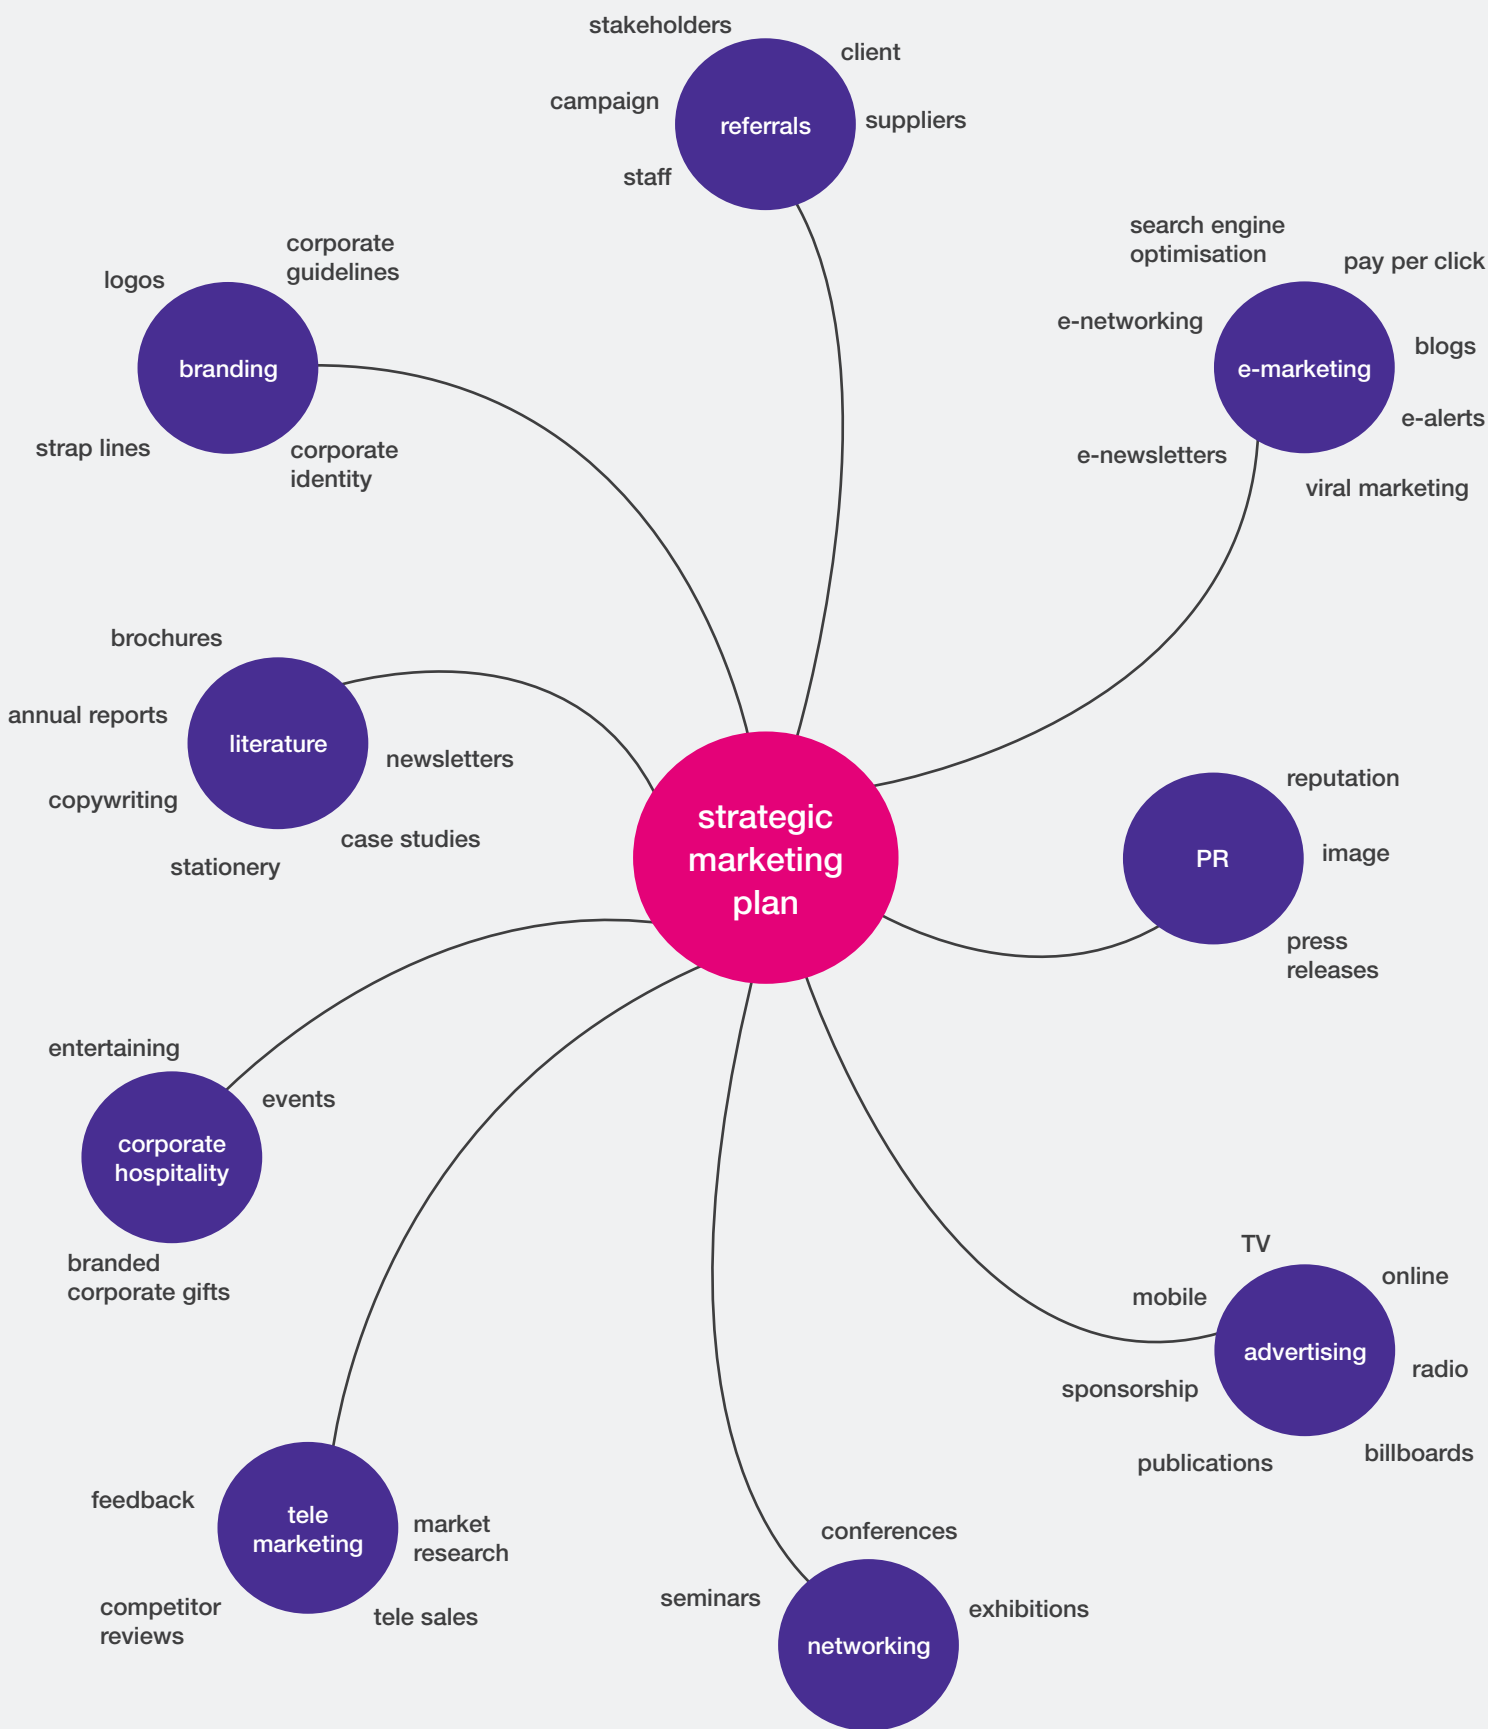 stakeholders
client
campaign
referrals
suppliers
staff
search engine
optimisation
pay per click
e-networking
blogs
e-marketing
e-alerts
e-newsletters
viral marketing
corporate
guidelines
logos
branding
strap lines
corporate
identity
brochures
annual reports
literature
newsletters
copywriting
case studies
stationery
strategic
marketing
plan
reputation
PR
image
press
releases
entertaining
events
corporate
hospitality
branded
corporate gifts
TV
online
mobile
advertising
radio
sponsorship
billboards
publications
feedback
tele
marketing
market
research
competitor
reviews
tele sales
conferences
seminars
exhibitions
networking